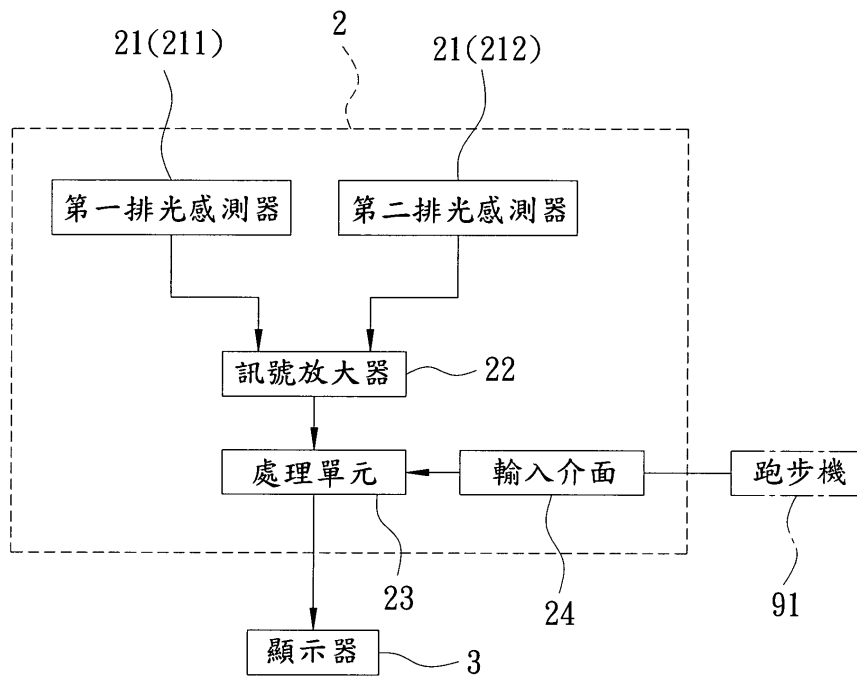 2
21(211)
21(212)
第一排光感測器
第二排光感測器
訊號放大器
22
處理單元
輸入介面
跑步機
23
24
91
顯示器
3